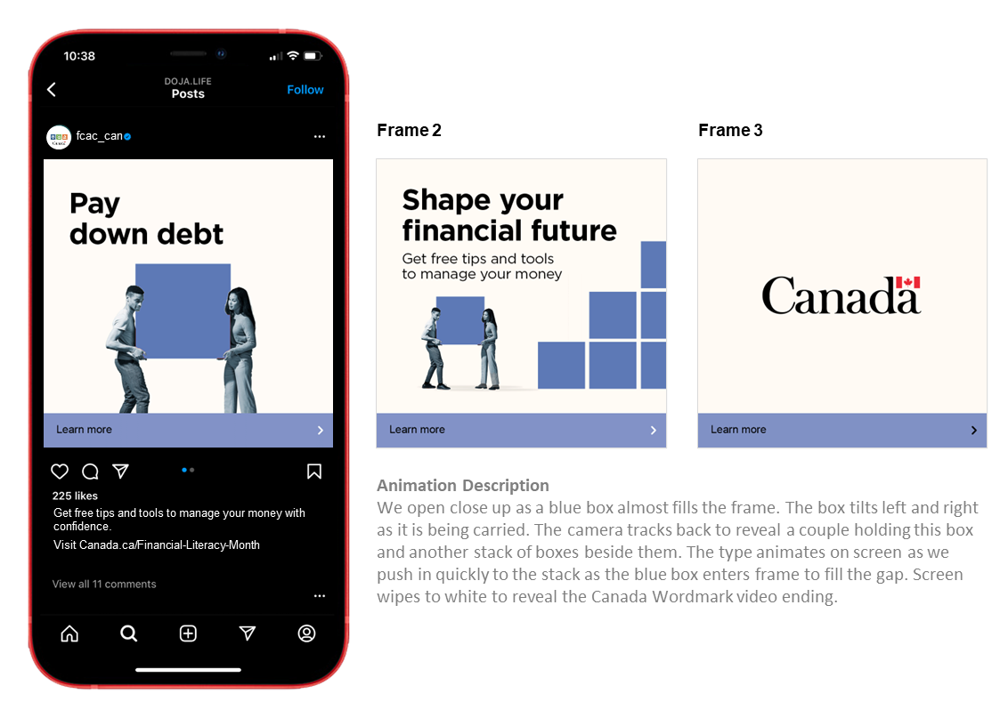 10:38
DOJA.LIFE
Posts
Follow
fcac_can
Pay
down debt
Learn more
225 likes
Get free tips and tools to manage your money with
confidence.
Visit Canada.ca/Financial-Literacy-Month
View all 11 comments
Frame 2
Shape your
financial future
Get free tips and tools
to manage your money
Learn more
Frame 3
Canada
Learn more
Animation Description
We open close up as a blue box almost fills the frame. The box tilts left and right
as it is being carried. The camera tracks back to reveal a couple holding this box
and another stack of boxes beside them. The type animates on screen as we
push in quickly to the stack as the blue box enters frame to fill the gap. Screen
wipes to white to reveal the Canada Wordmark video ending.